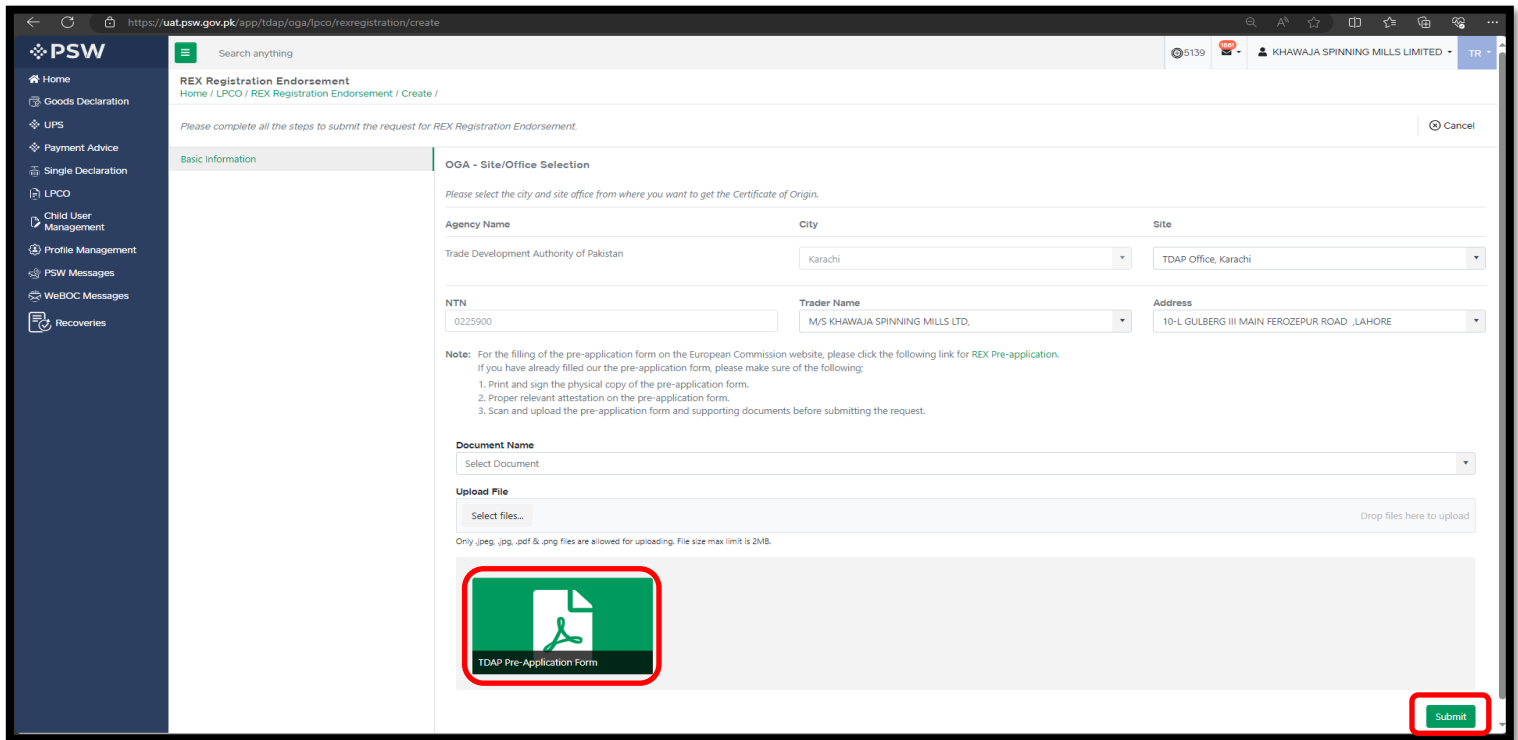 https://uat.psw.gov.pk/app/tdap/oga/lpco/rexregistration/create
PSW
Search anything
5139
1681
KHAWAJA SPINNING MILLS LIMITED
TR
Home
Goods Declaration
UPS
Payment Advice
Single Declaration
LPCO
Child User
Management
Profile Management
PSW Messages
WeBOC Messages
Recoveries
REX Registration Endorsement
Home / LPCO / REX Registration Endorsement / Create /
Please complete all the steps to submit the request for REX Registration Endorsement.
Cancel
Basic Information
OGA - Site/Office Selection
Please select the city and site office from where you want to get the Certificate of Origin.
Agency Name
City
Site
Trade Development Authority of Pakistan
Karachi
TDAP Office, Karachi
NTN
Trader Name
Address
0225900
M/S KHAWAJA SPINNING MILLS LTD,
10-L GULBERG III MAIN FEROZEPUR ROAD ,LAHORE
Note: For the filling of the pre-application form on the European Commission website, please click the following link for REX Pre-application.
If you have already filled our the pre-application form, please make sure of the following;
1. Print and sign the physical copy of the pre-application form.
2. Proper relevant attestation on the pre-application form.
3. Scan and upload the pre-application form and supporting documents before submitting the request.
Document Name
Select Document
Upload File
Select files...
Drop files here to upload
Only .jpeg, .jpg, .pdf & .png files are allowed for uploading. File size max limit is 2MB.
TDAP Pre-Application Form
Submit